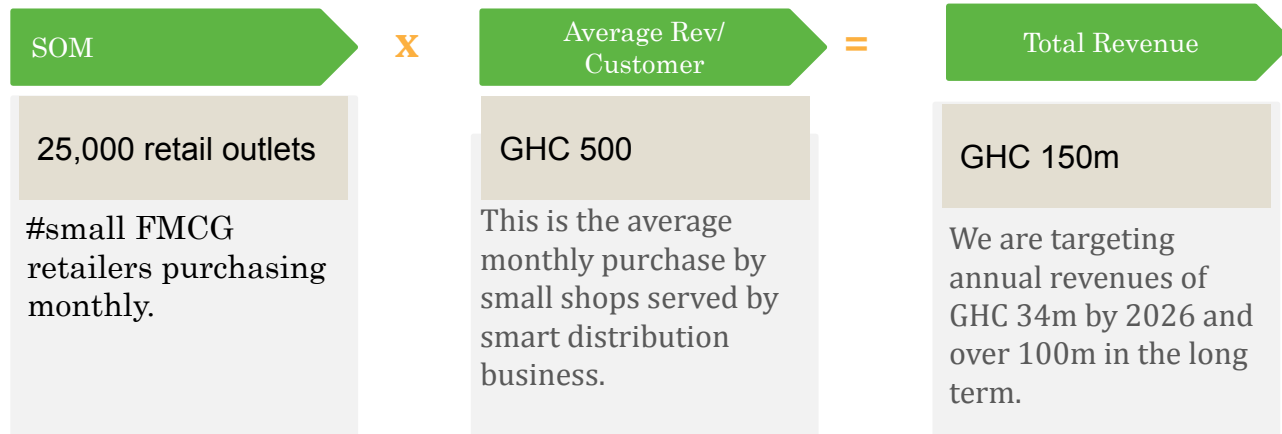 SOM
x
Average Rev/
Customer
=
Total Revenue
25,000 retail outlets
#small FMCG
retailers purchasing
monthly.
GHC 500
This is the average
monthly purchase by
small shops served by
smart distribution
business.
GHC 150m
We are targeting
annual revenues of
GHC 34m by 2026 and
over 100m in the long
term.